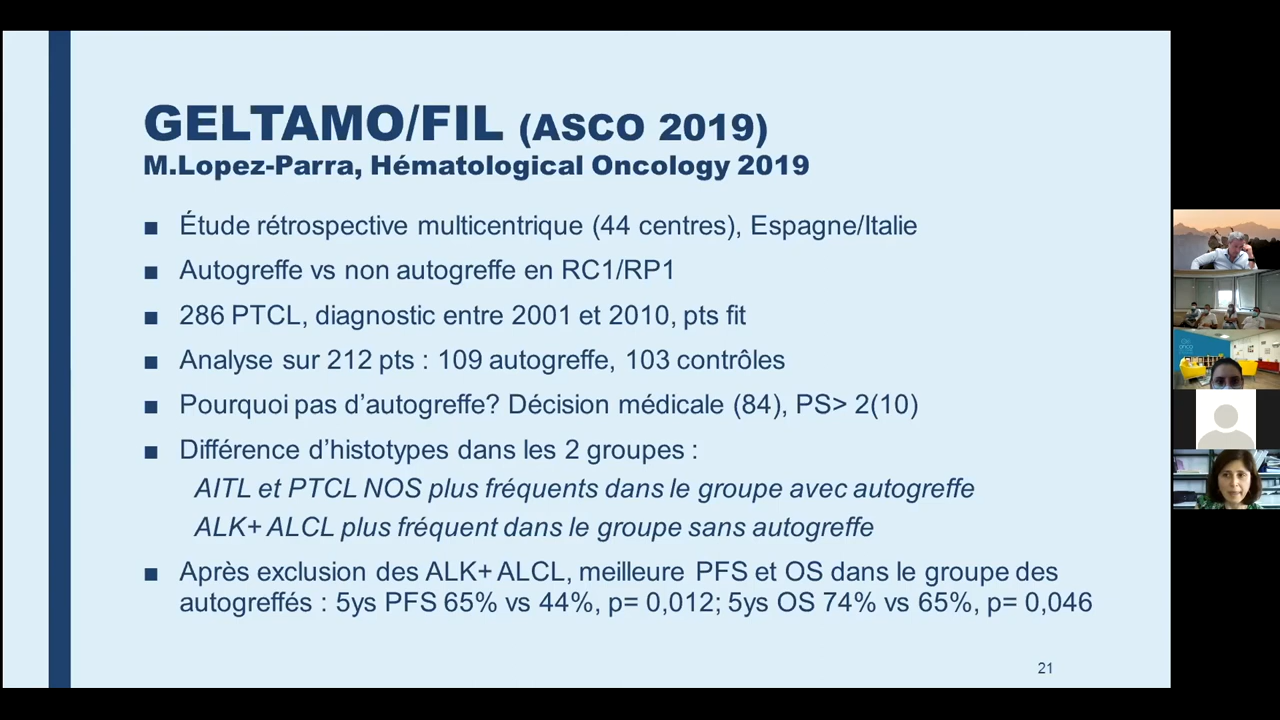 GELTAMO/FIL (ASCO 2019)
M.Lopez-Parra, Hématological Oncology 2019
■ Étude rétrospective multicentrique (44 centres), Espagne/Italie
■ Autogreffe vs non autogreffe en RC1/RP1
■ 286 PTCL, diagnostic entre 2001 et 2010, pts fit
■ Analyse sur 212 pts : 109 autogreffe, 103 contrôles
■ Pourquoi pas d’autogreffe? Décision médicale (84), PS> 2(10)
■ Différence d’histotypes dans les 2 groupes :
AITL et PTCL NOS plus fréquents dans le groupe avec autogreffe
ALK+ ALCL plus fréquent dans le groupe sans autogreffe
■ Après exclusion des ALK+ ALCL, meilleure PFS et OS dans le groupe des
autogreffés : 5ys PFS 65% vs 44%, p= 0,012; 5ys OS 74% vs 65%, p= 0,046
21